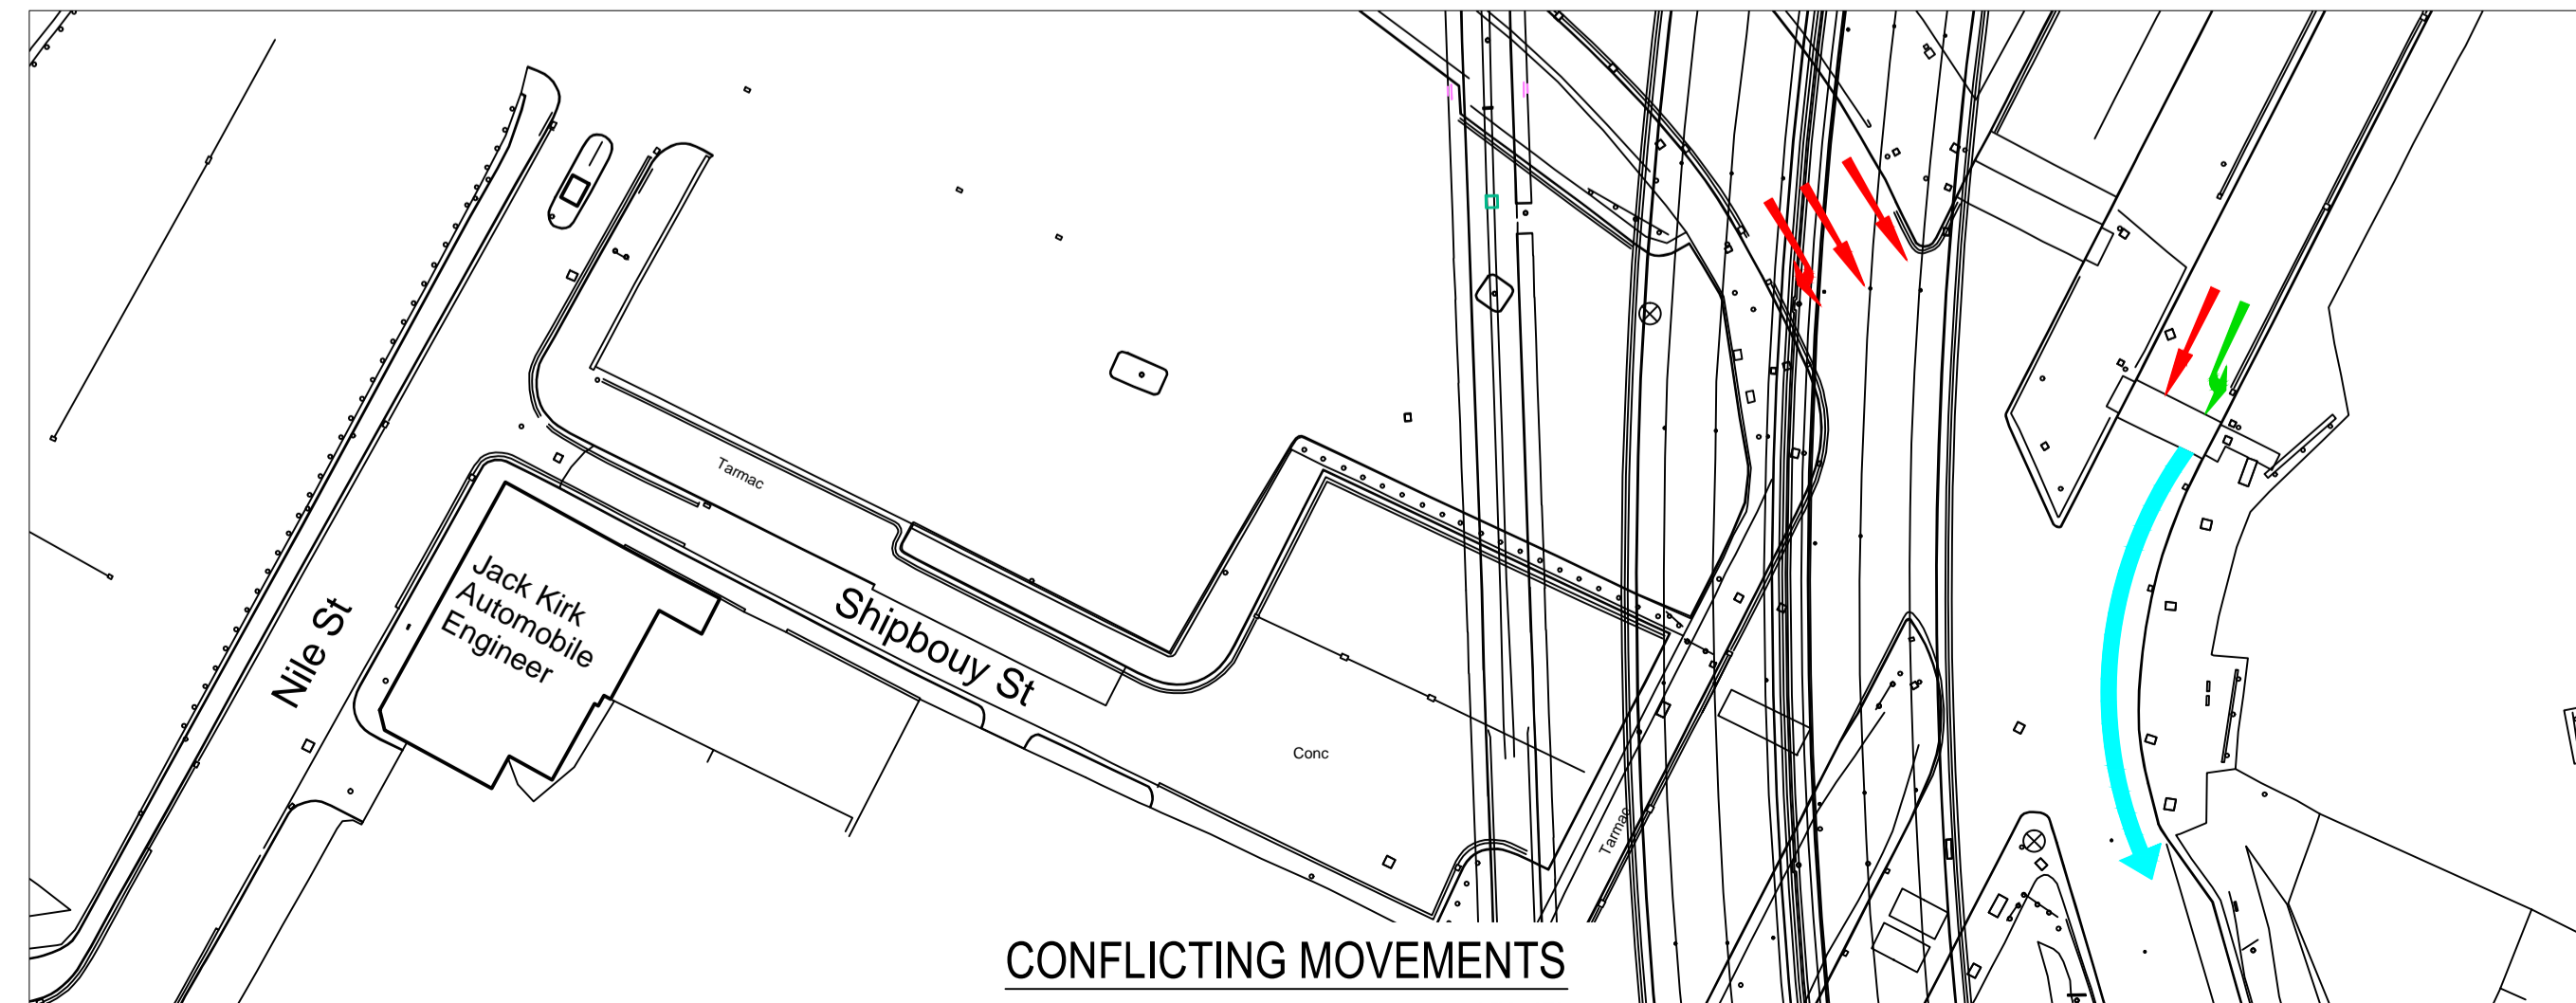 Tarmac
Jack Kirk
Automobile
Engineer
Nile St
Shipbouy St
Conc
Tarmac
CONFLICTING MOVEMENTS